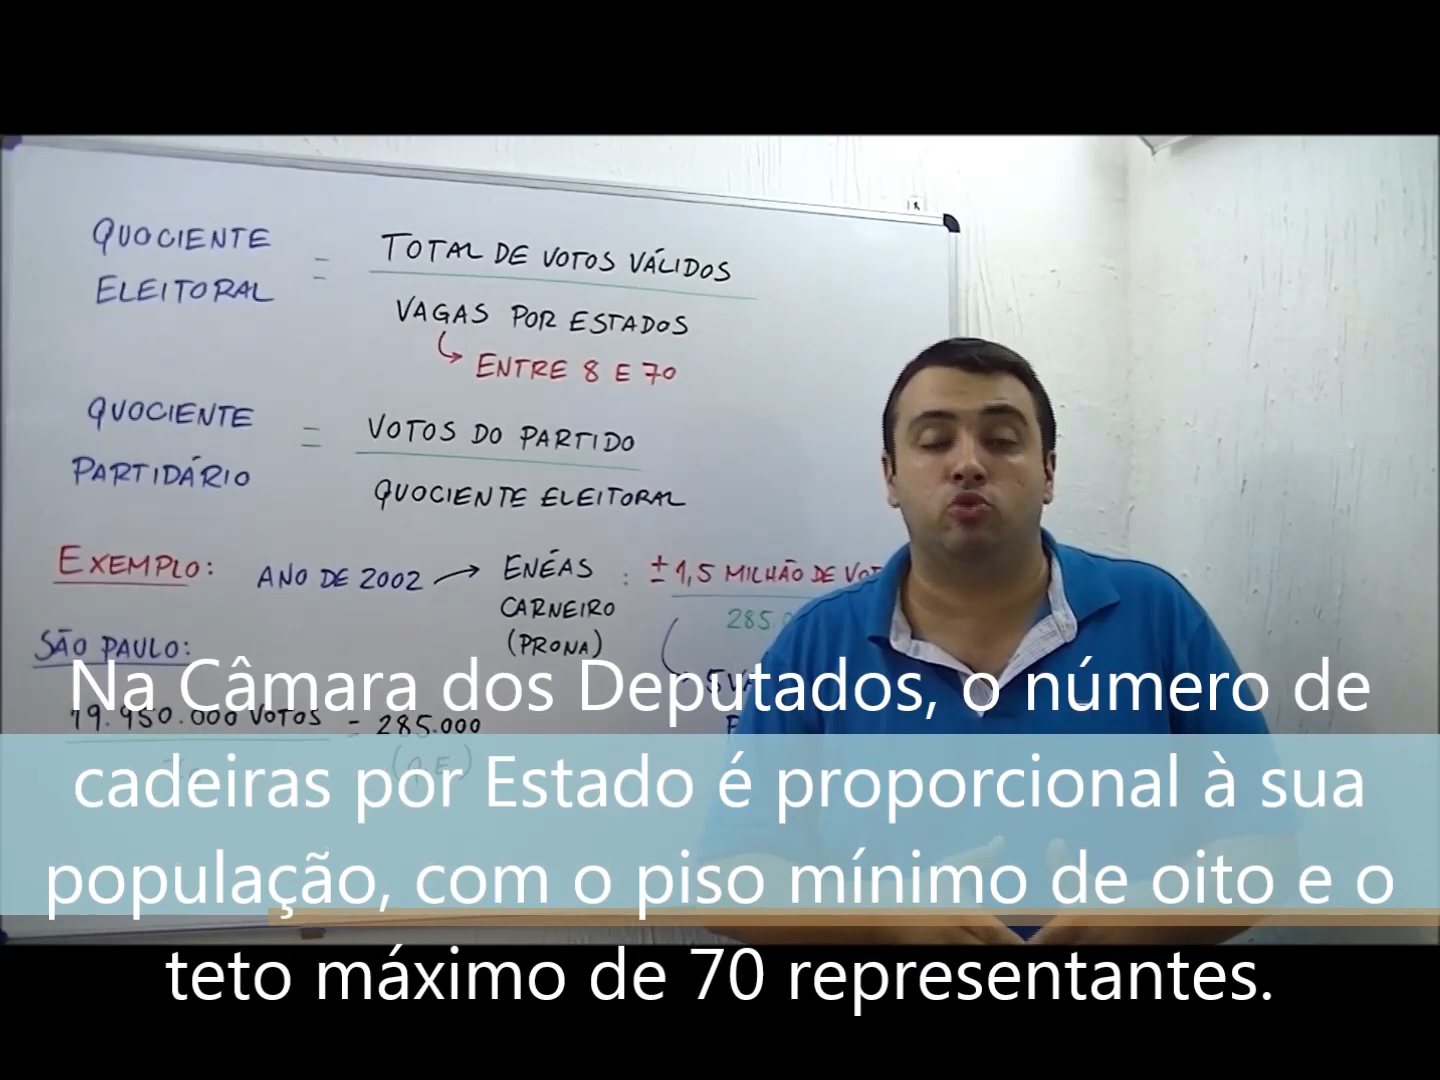 QUOCIENTE
ELEITORAL
=
TOTAL DE VOTOS VÁLIDOS
VAGAS POR ESTADOS
ENTRE 8 E 70
QUOCIENTE
PARTIDÁRIO
=
VOTOS DO PARTIDO
QUOCIENTE ELEITORAL
EXEMPLO: ANO DE 2002 → ENÉAS : ± 1,5 MILHÃO DE
CARNEIRO
(PRONA)
285.
SÃO PAULO:
19.950.000 VOTOS = 285.000
(Q.E.)
Na Câmara dos Deputados, o número de
cadeiras por Estado é proporcional à sua
população, com o piso mínimo de oito e o
teto máximo de 70 representantes.